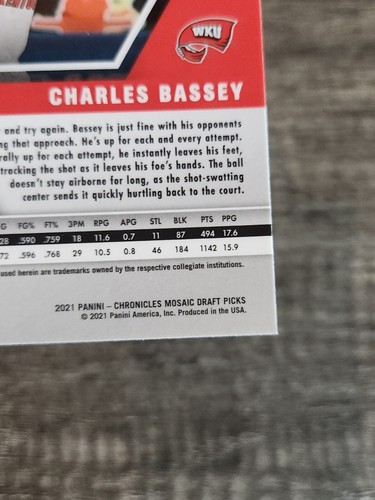 WKU
CHARLES BASSEY
and try again. Bassey is just fine with his opponents
ng that approach. He's up for each and every attempt.
rally up for each attempt, he instantly leaves his feet,
tracking the shot as it leaves his foe's hands. The ball
doesn't stay airborne for long, as the shot-swatting
center sends it quickly hurtling back to the court.
G FG% FT% 3PM RPG APG STL BLK PTS PPG
28 .590 .759 18 11.6 0.7 11 87 494 17.6
72 .596 .768 29 10.5 0.8 46 184 1142 15.9
used herein are trademarks owned by the respective collegiate institutions.
2021 PANINI – CHRONICLES MOSAIC DRAFT PICKS
© 2021 Panini America, Inc. Produced in the USA.